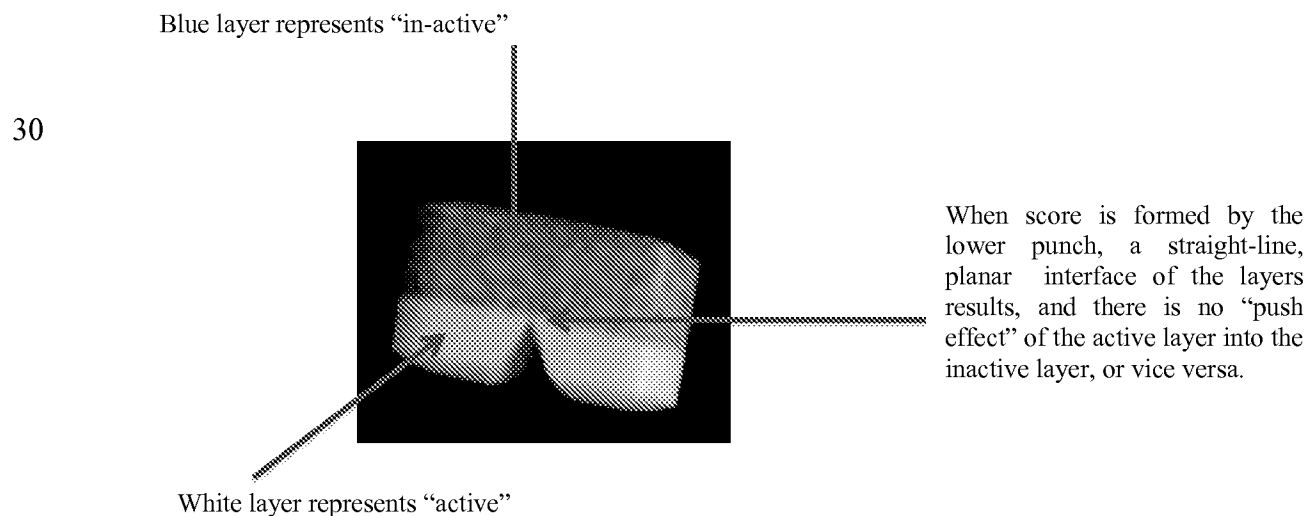 Blue layer represents “in-active”
30
When score is formed by the
lower punch, a straight-line,
planar interface of the layers
results, and there is no “push
effect” of the active layer into the
inactive layer, or vice versa.
White layer represents “active”